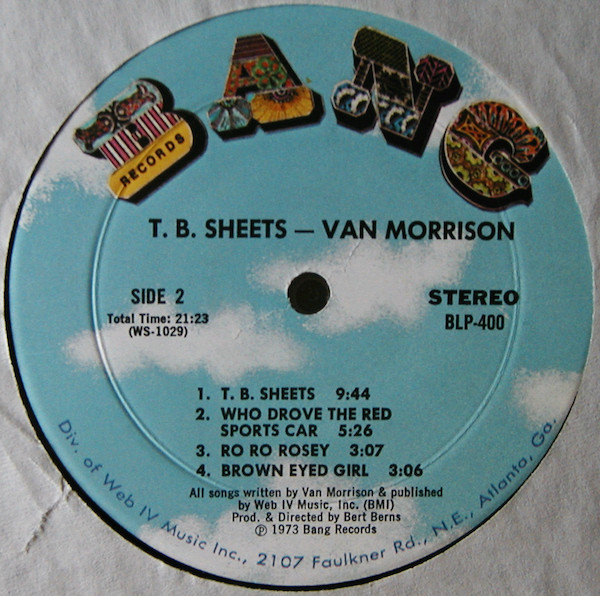 BANG
RECORDS
T. B. SHEETS — VAN MORRISON
SIDE 2
Total Time: 21:23
(WS-1029)
STEREO
BLP-400
1. T. B. SHEETS 9:44
2. WHO DROVE THE RED
SPORTS CAR 5:26
3. RO RO ROSEY 3:07
4. BROWN EYED GIRL 3:06
All songs written by Van Morrison & published
by Web IV Music, Inc. (BMI)
Prod. & Directed by Bert Berns
℗ 1973 Bang Records
Div. of Web IV Music Inc., 2107 Faulkner Rd., N.E., Atlanta, Ga.